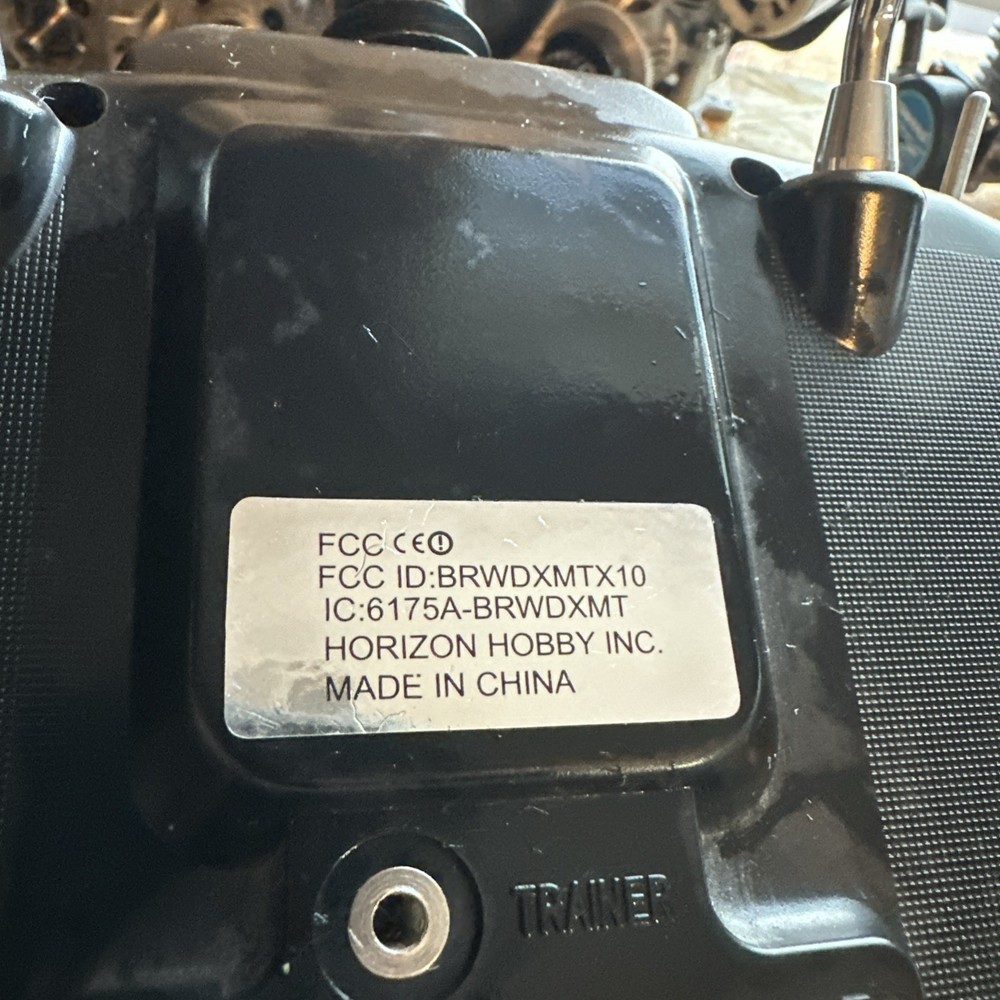 FCC CE
FCC ID:BRWDXMTX10
IC:6175A-BRWDXMT
HORIZON HOBBY INC.
MADE IN CHINA
TRAINER